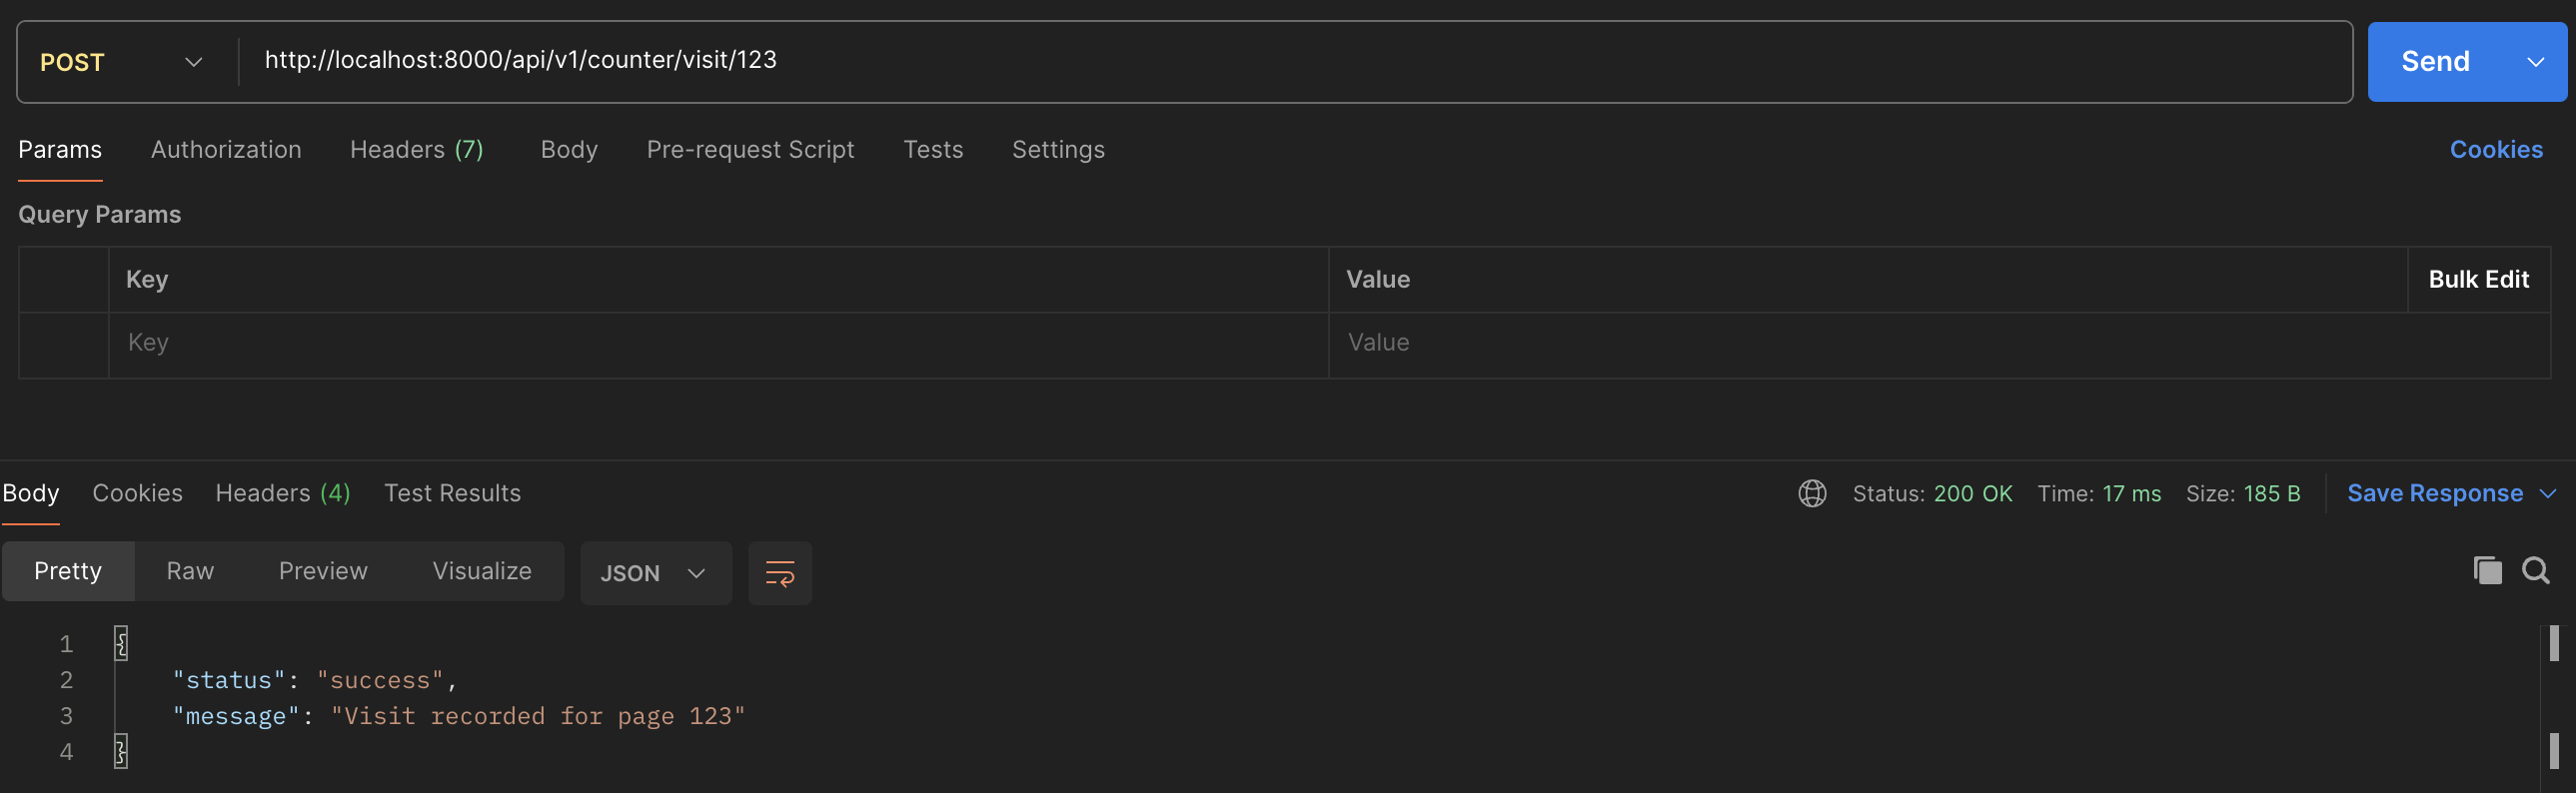 POST http://localhost:8000/api/v1/counter/visit/123 Send
Params Authorization Headers (7) Body Pre-request Script Tests Settings Cookies
Query Params
Key Value Bulk Edit
Key Value
Body Cookies Headers (4) Test Results Status: 200 OK Time: 17 ms Size: 185 B Save Response
Pretty Raw Preview Visualize JSON
1 {
2 "status": "success",
3 "message": "Visit recorded for page 123"
4 }